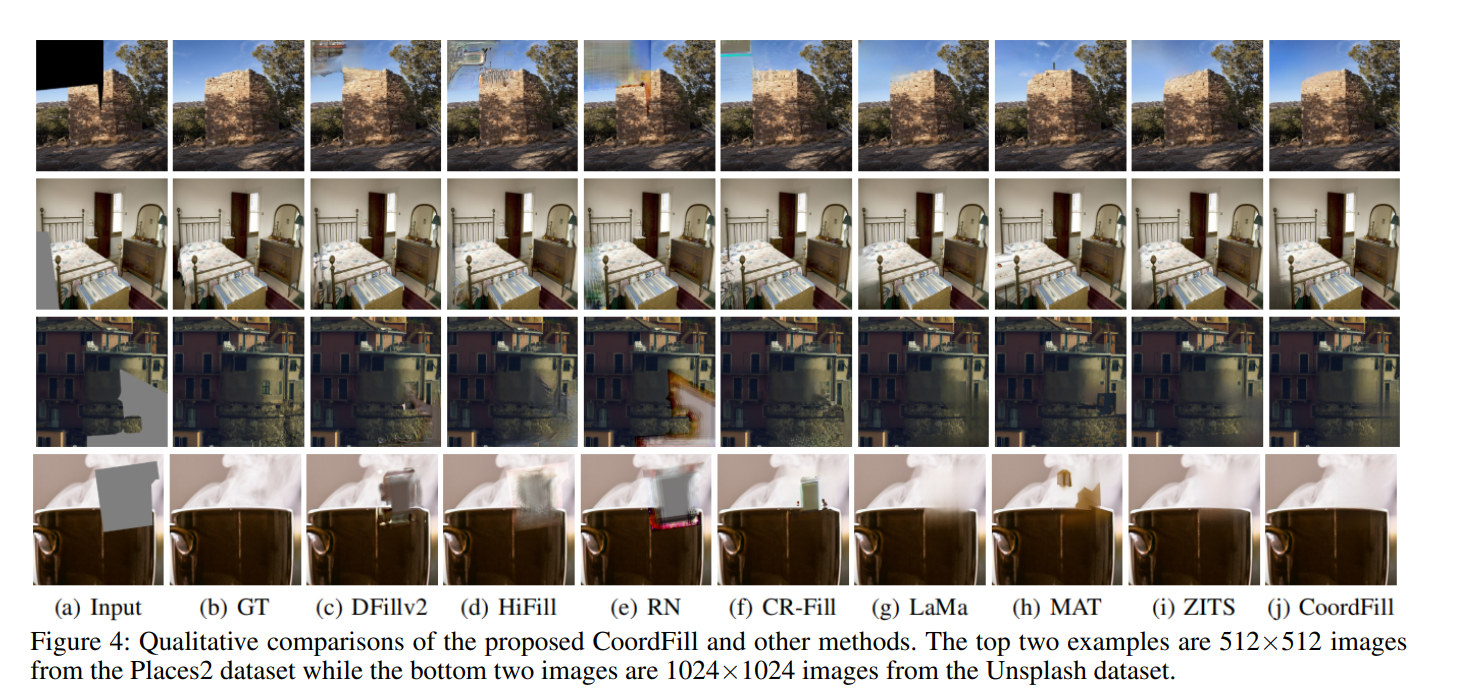 (a) Input (b) GT (c) DFillv2 (d) HiFill (e) RN (f) CR-Fill (g) LaMa (h) MAT (i) ZITS (j) CoordFill
Figure 4: Qualitative comparisons of the proposed CoordFill and other methods. The top two examples are 512×512 images
from the Places2 dataset while the bottom two images are 1024×1024 images from the Unsplash dataset.